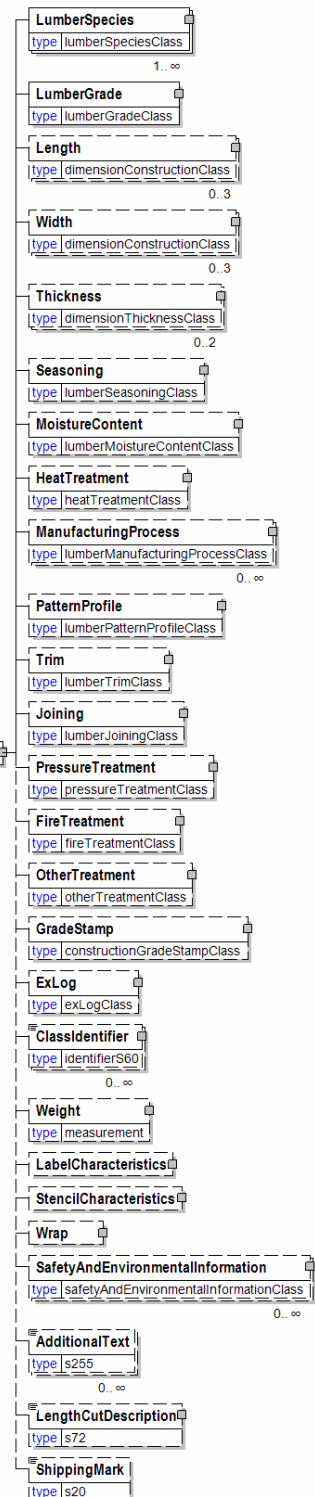 LumberSpecies
type lumberSpeciesClass
1.. ∞
LumberGrade
type lumberGradeClass
Length
type dimensionConstructionClass
0..3
Width
type dimensionConstructionClass
0..3
Thickness
type dimensionThicknessClass
0..2
Seasoning
type lumberSeasoningClass
MoistureContent
type lumberMoistureContentClass
HeatTreatment
type heatTreatmentClass
ManufacturingProcess
type lumberManufacturingProcessClass
0.. ∞
PatternProfile
type lumberPatternProfileClass
Trim
type lumberTrimClass
Joining
type lumberJoiningClass
PressureTreatment
type pressureTreatmentClass
FireTreatment
type fireTreatmentClass
OtherTreatment
type otherTreatmentClass
GradeStamp
type constructionGradeStampClass
ExLog
type exLogClass
ClassIdentifier
type identifierS60
0.. ∞
Weight
type measurement
LabelCharacteristics
StencilCharacteristics
Wrap
SafetyAndEnvironmentalInformation
type safetyAndEnvironmentalInformationClass
0.. ∞
AdditionalText
type s255
0.. ∞
LengthCutDescription
type s72
ShippingMark
type s20